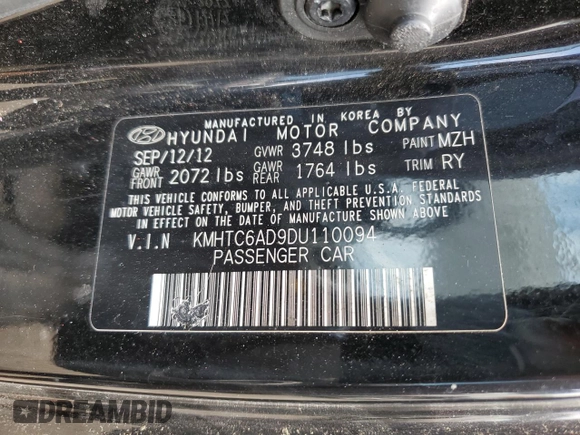 MANUFACTURED IN KOREA BY
HYUNDAI MOTOR COMPANY
SEP/12/12 GVWR 3748 lbs PAINT MZH
GAWR FRONT 2072 lbs GAWR REAR 1764 lbs TRIM RY
THIS VEHICLE CONFORMS TO ALL APPLICABLE U.S.A. FEDERAL
MOTOR VEHICLE SAFETY, BUMPER, AND THEFT PREVENTION STANDARDS
IN EFFECT ON THE DATE OF MANUFACTURE SHOWN ABOVE
V.I.N KMHTC6AD9DU110094
PASSENGER CAR
DREAMBID